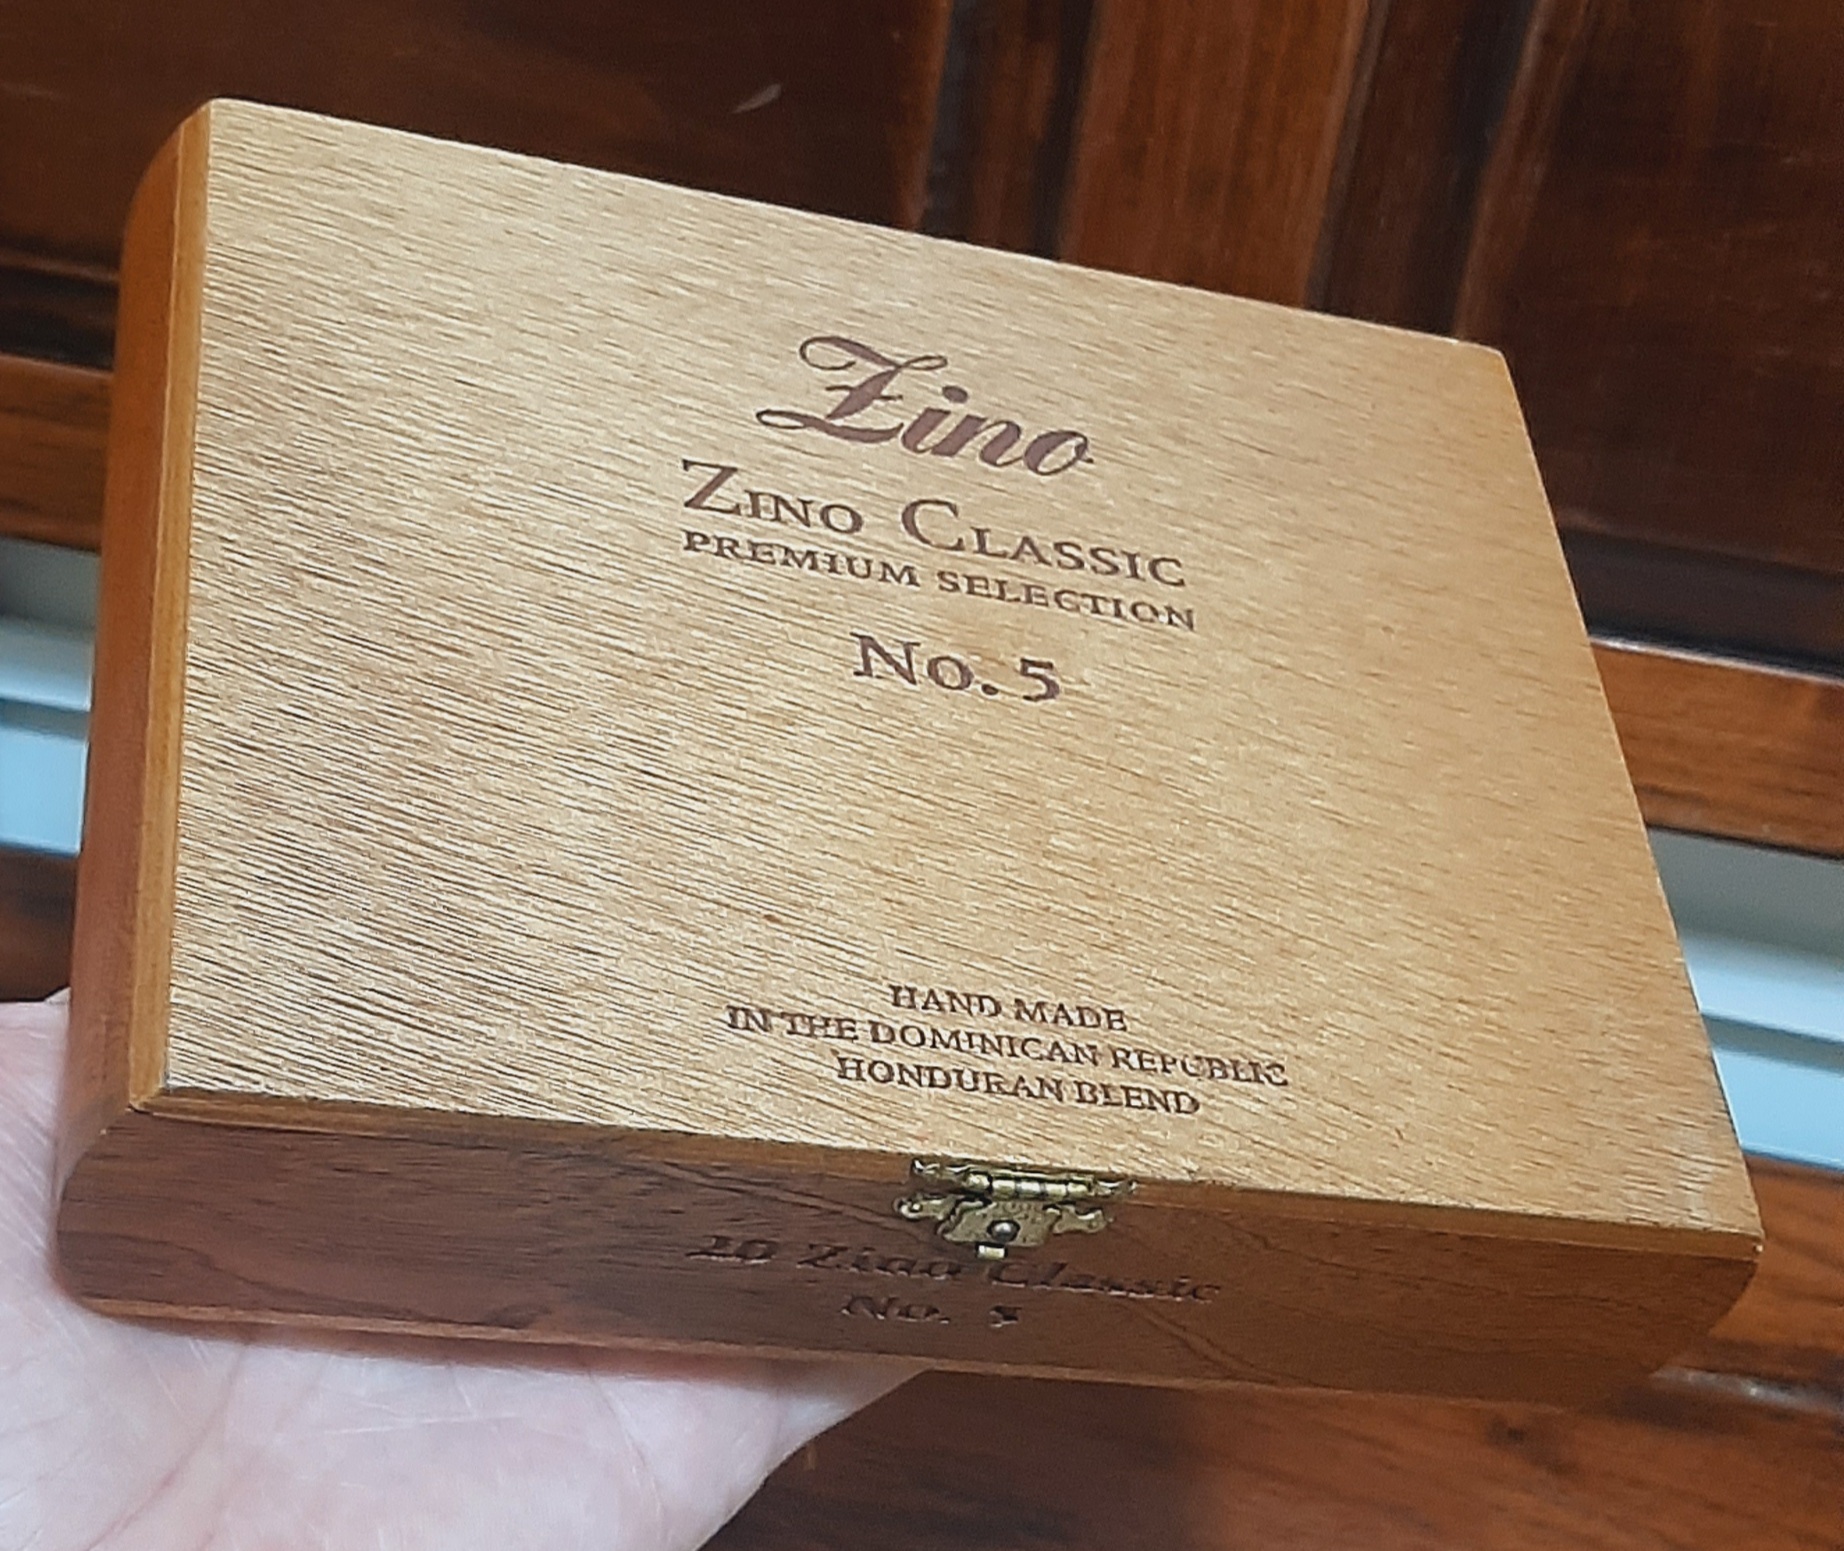 Zino
ZINO CLASSIC
PREMIUM SELECTION
No. 5
HAND MADE
IN THE DOMINICAN REPUBLIC
HONDURAN BLEND
20 Zino Classic
No. 5